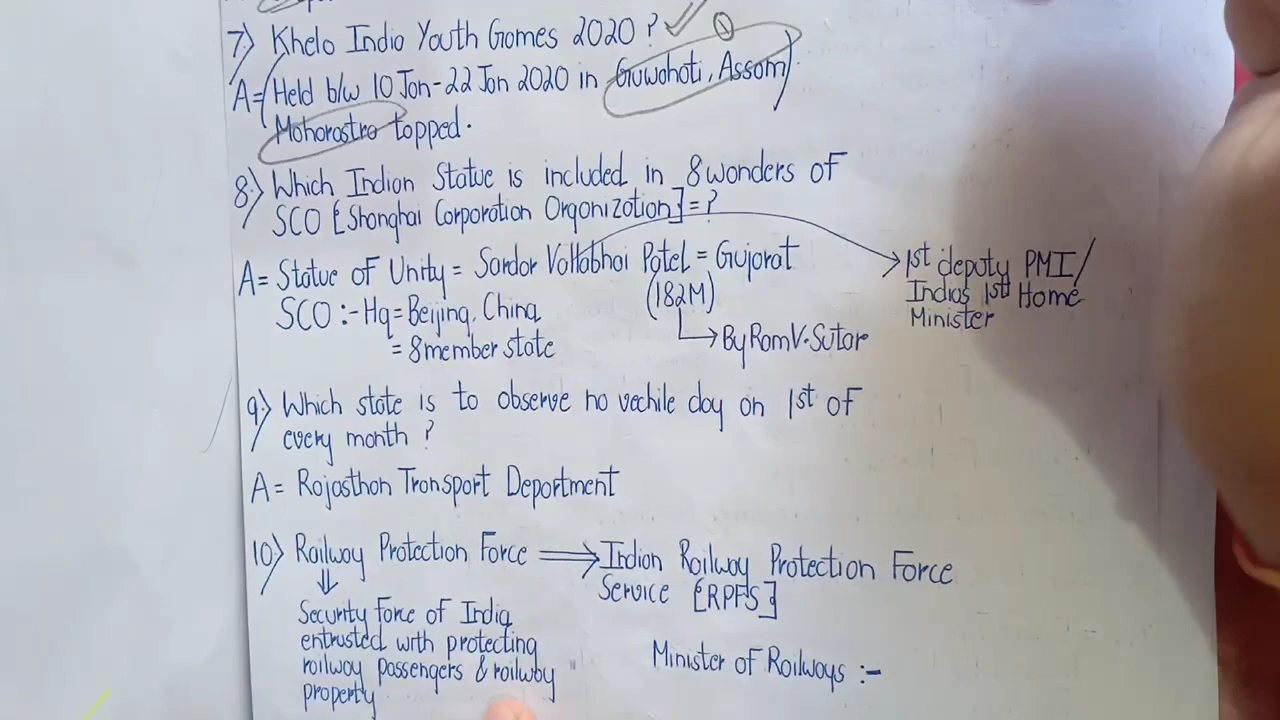 7) Khelo India Youth Games 2020 ?
A= Held b/w 10 Jan-22 Jan 2020 in Guwahati, Assam
Maharastra topped.
8) Which Indian Statue is included in 8 wonders of
SCO [Shanghai Corporation Organization] = ?
A= Statue of Unity = Sardar Vallabhai Patel = Gujarat
(182M)
By Ram V. Sutar
1st deputy PMI/
Indias 1st Home
Minister
SCO :- Hq = Beijing, China
= 8 member state
9) Which state is to observe no vechile day on 1st of
every month ?
A= Rajasthan Transport Department
10) Railway Protection Force ⟹ Indian Railway Protection Force
Service [RPFS]
Security force of India
entrusted with protecting
railway passengers & railway
property
Minister of Railways :-